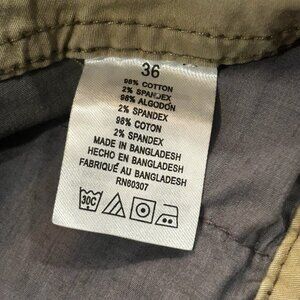 36
98% COTTON
2% SPANDEX
98% ALGODÓN
2% SPANDEX
98% COTON
2% SPANDEX
MADE IN BANGLADESH
HECHO EN BANGLADESH
FABRIQUÉ AU BANGLADESH
RN60307
30C